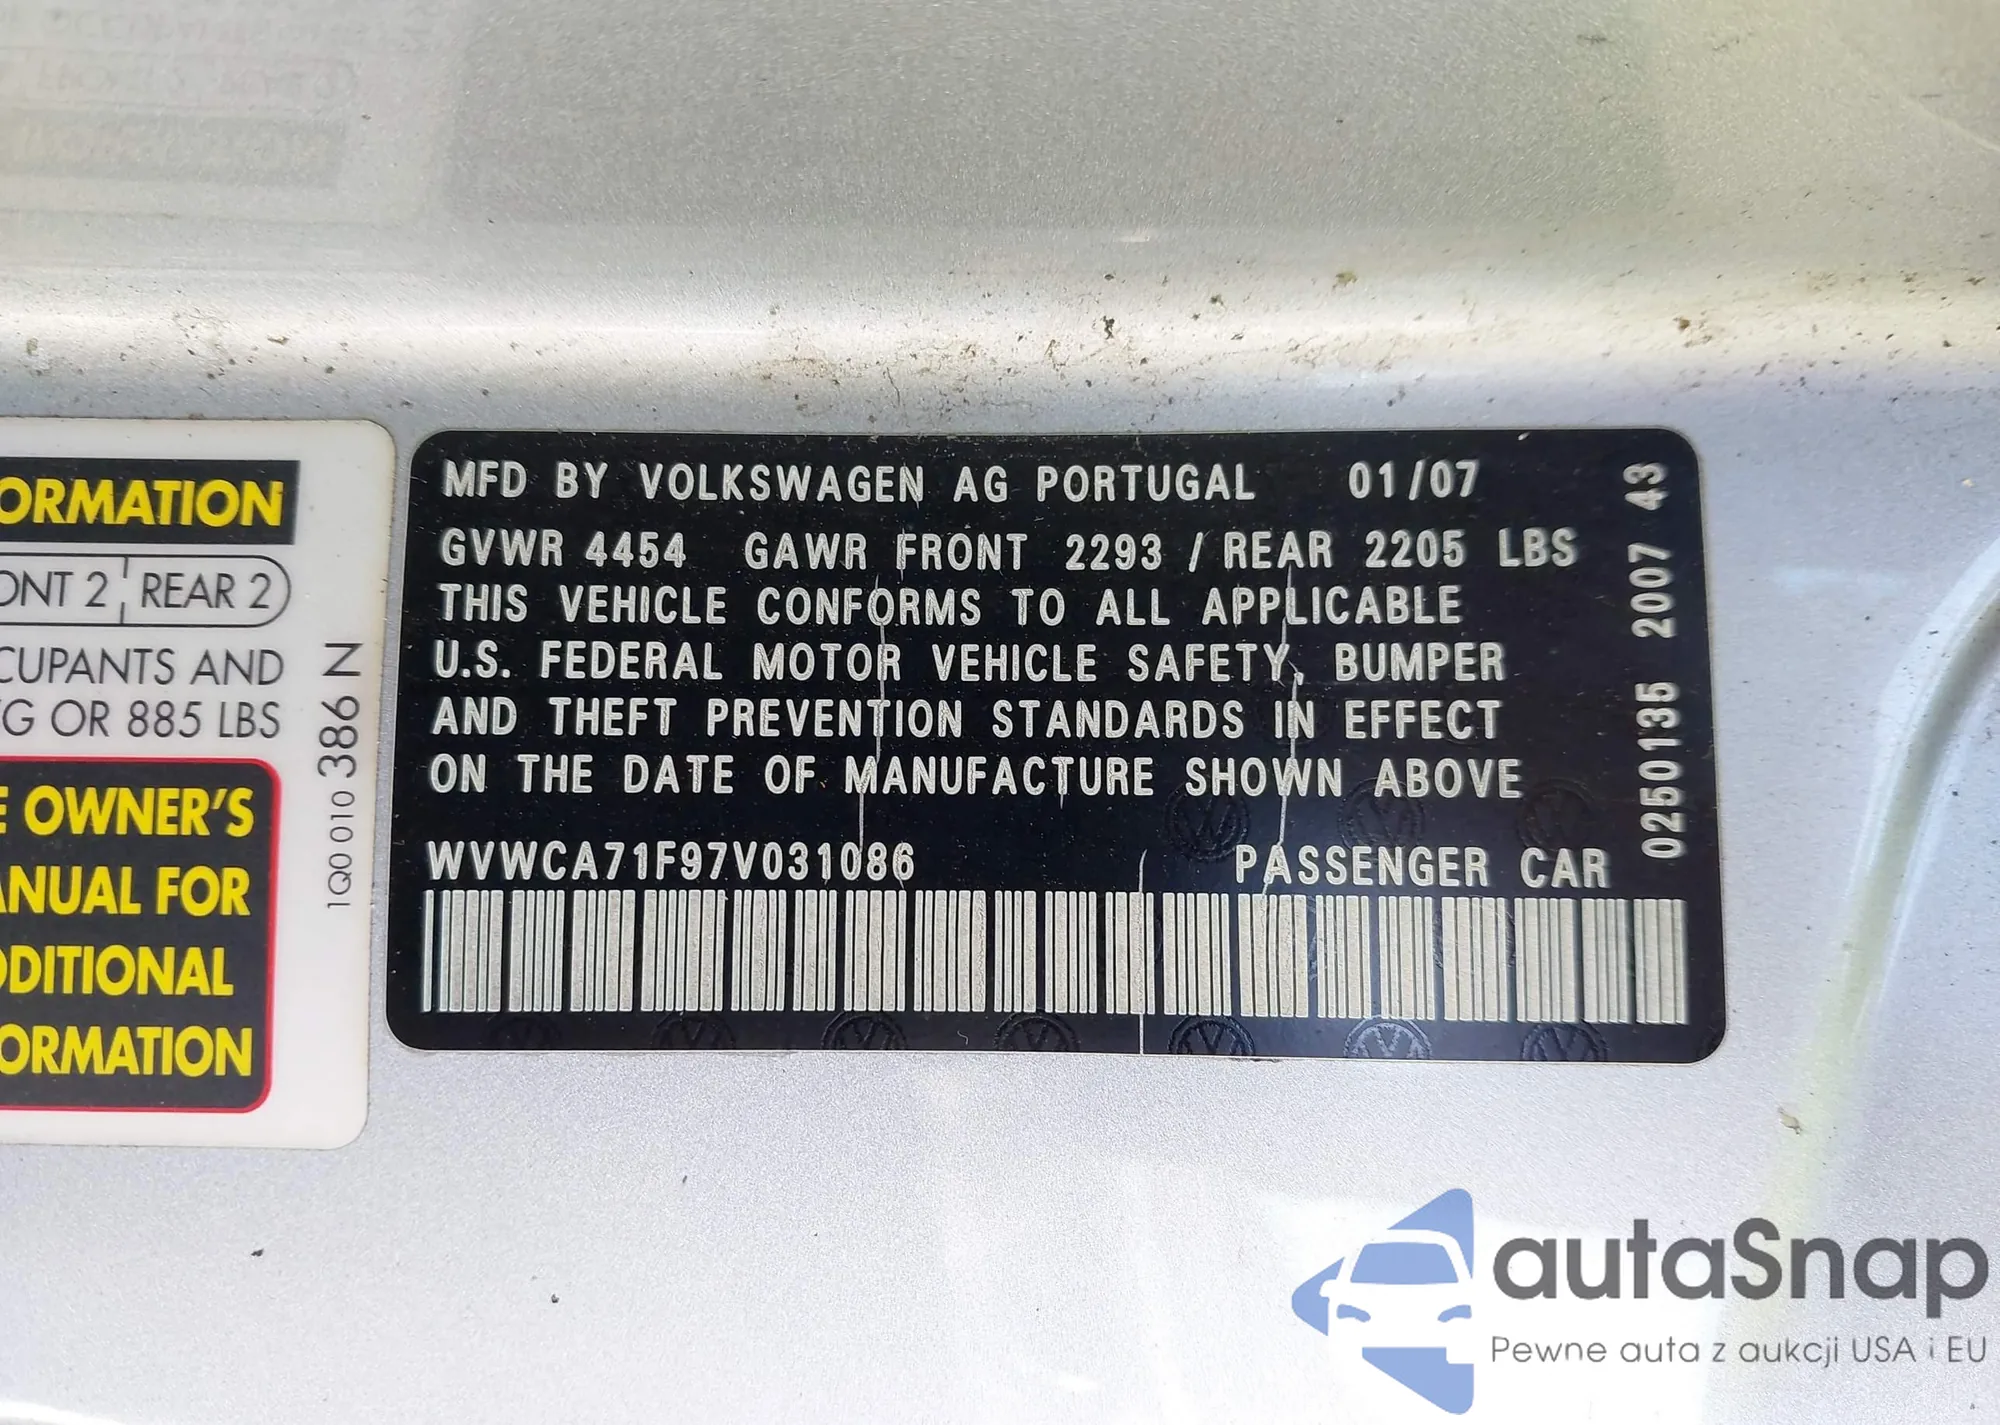 ORMATION
ONT 2 REAR 2
CUPANTS AND
G OR 885 LBS
E OWNER'S
ANUAL FOR
DDITIONAL
ORMATION
1Q0 010 386 N
MFD BY VOLKSWAGEN AG PORTUGAL 01/07
GVWR 4454 GAWR FRONT 2293 / REAR 2205 LBS
THIS VEHICLE CONFORMS TO ALL APPLICABLE
U.S. FEDERAL MOTOR VEHICLE SAFETY, BUMPER
AND THEFT PREVENTION STANDARDS IN EFFECT
ON THE DATE OF MANUFACTURE SHOWN ABOVE
WVWCA71F97V031086 PASSENGER CAR
0250135 2007 43
autaSnap
Pewne auta z aukcji USA i EU